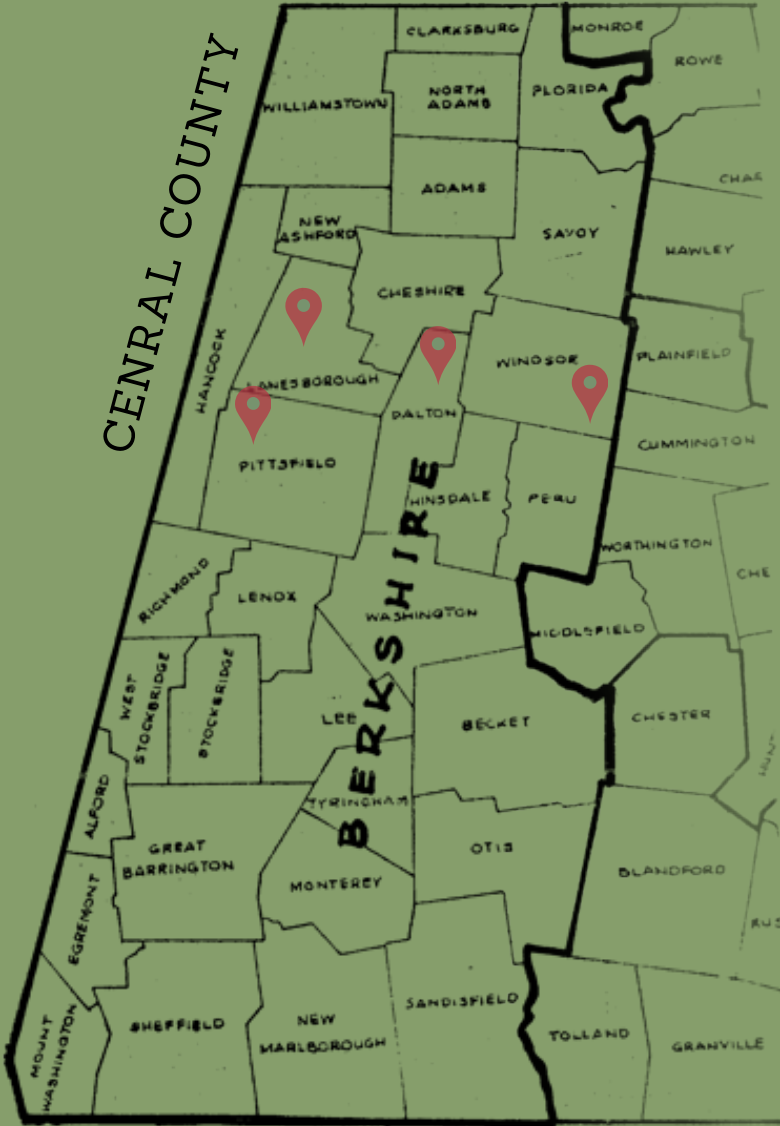 CENRAL COUNTY
CLARKSBURG
MONROE
ROWE
WILLIAMSTOWN
NORTH
ADAMS
FLORIDA
ADAMS
NEW
ASHFORD
SAVOY
HAWLEY
CHESHIRE
HANCOCK
LANESBOROUGH
WINDSOR
PLAINFIELD
DALTON
CUMMINGTON
PITTSFIELD
HINSDALE
PERU
WORTHINGTON
CHE
RICHMOND
LENOX
WASHINGTON
MIDDLEFIELD
BERKSHIRE
WEST
STOCKBRIDGE
STOCKBRIDGE
LEE
BECKET
CHESTER
ALFORD
TYRINGHAM
GREAT
BARRINGTON
OTIS
MONTEREY
BLANDFORD
EGREMONT
MOUNT
WASHINGTON
SHEFFIELD
NEW
MARLBOROUGH
SANDISFIELD
TOLLAND
GRANVILLE